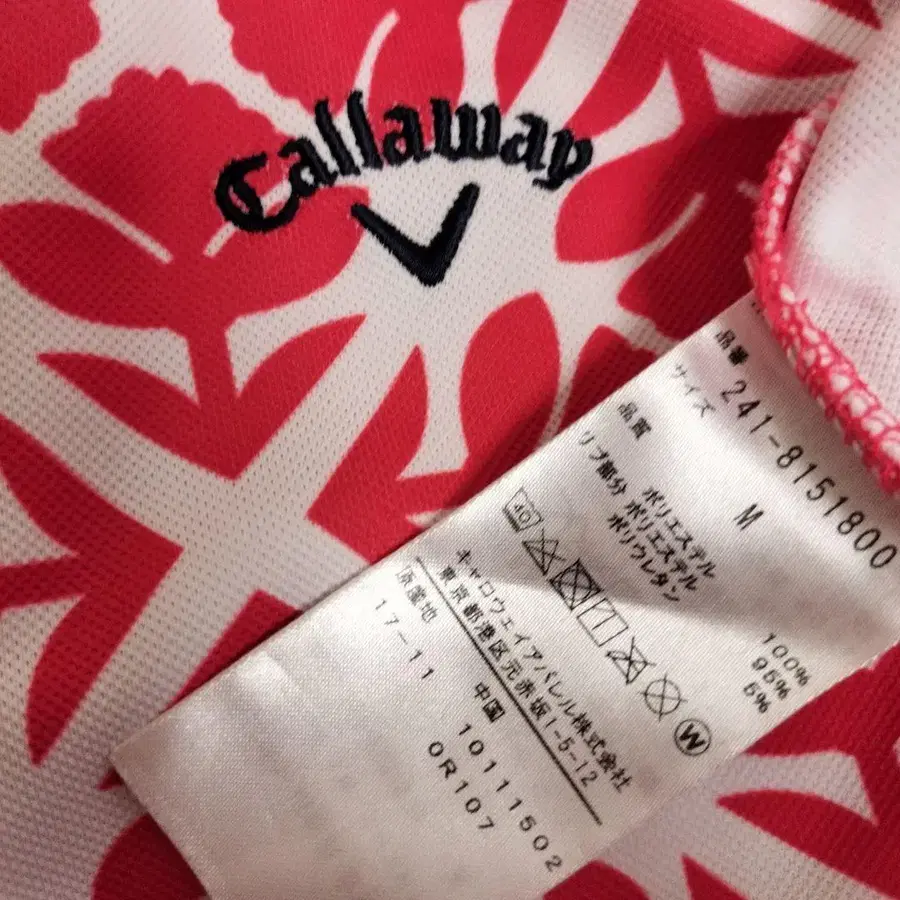 Callaway
品番 241-8151800
サイズ M
品質 ポリエステル 100%
リブ部分 ポリエステル 95%
ポリウレタン 5%
40
W
キャロウェイアパレル株式会社
東京都港区元赤坂1-5-12
原産地 中国 1011502
17-11 0R107